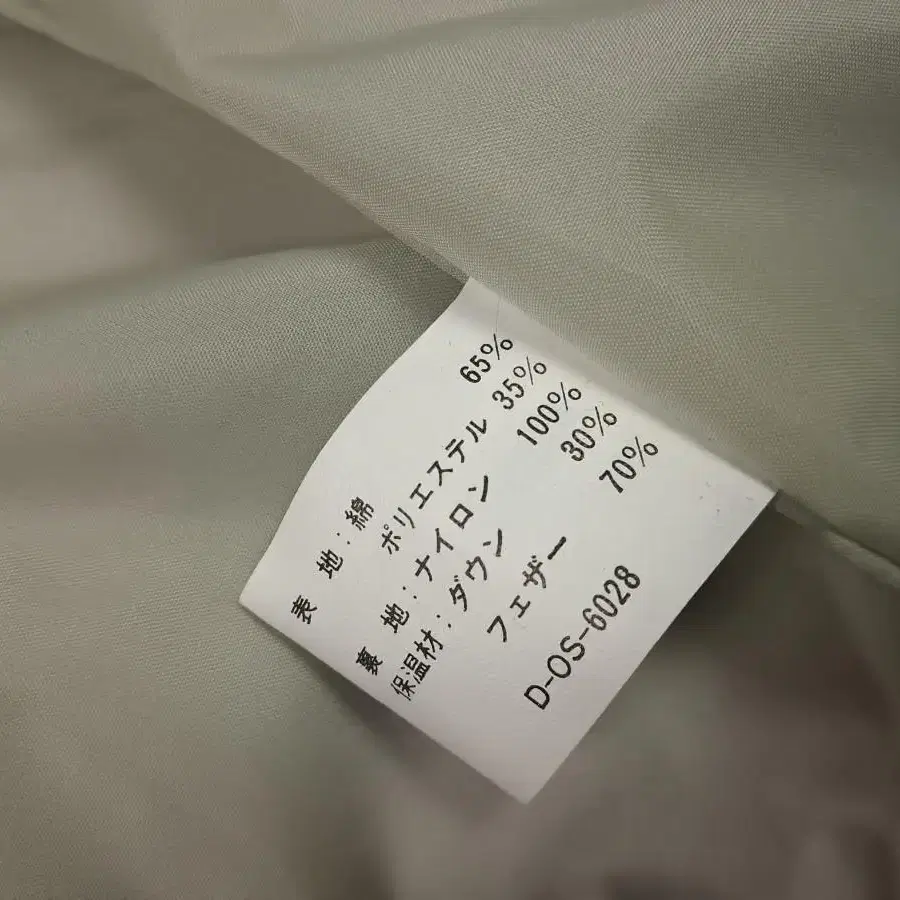 表地:綿 65%
ポリエステル 35%
裏地:ナイロン 100%
保温材:ダウン 30%
フェザー 70%
D-OS-6028